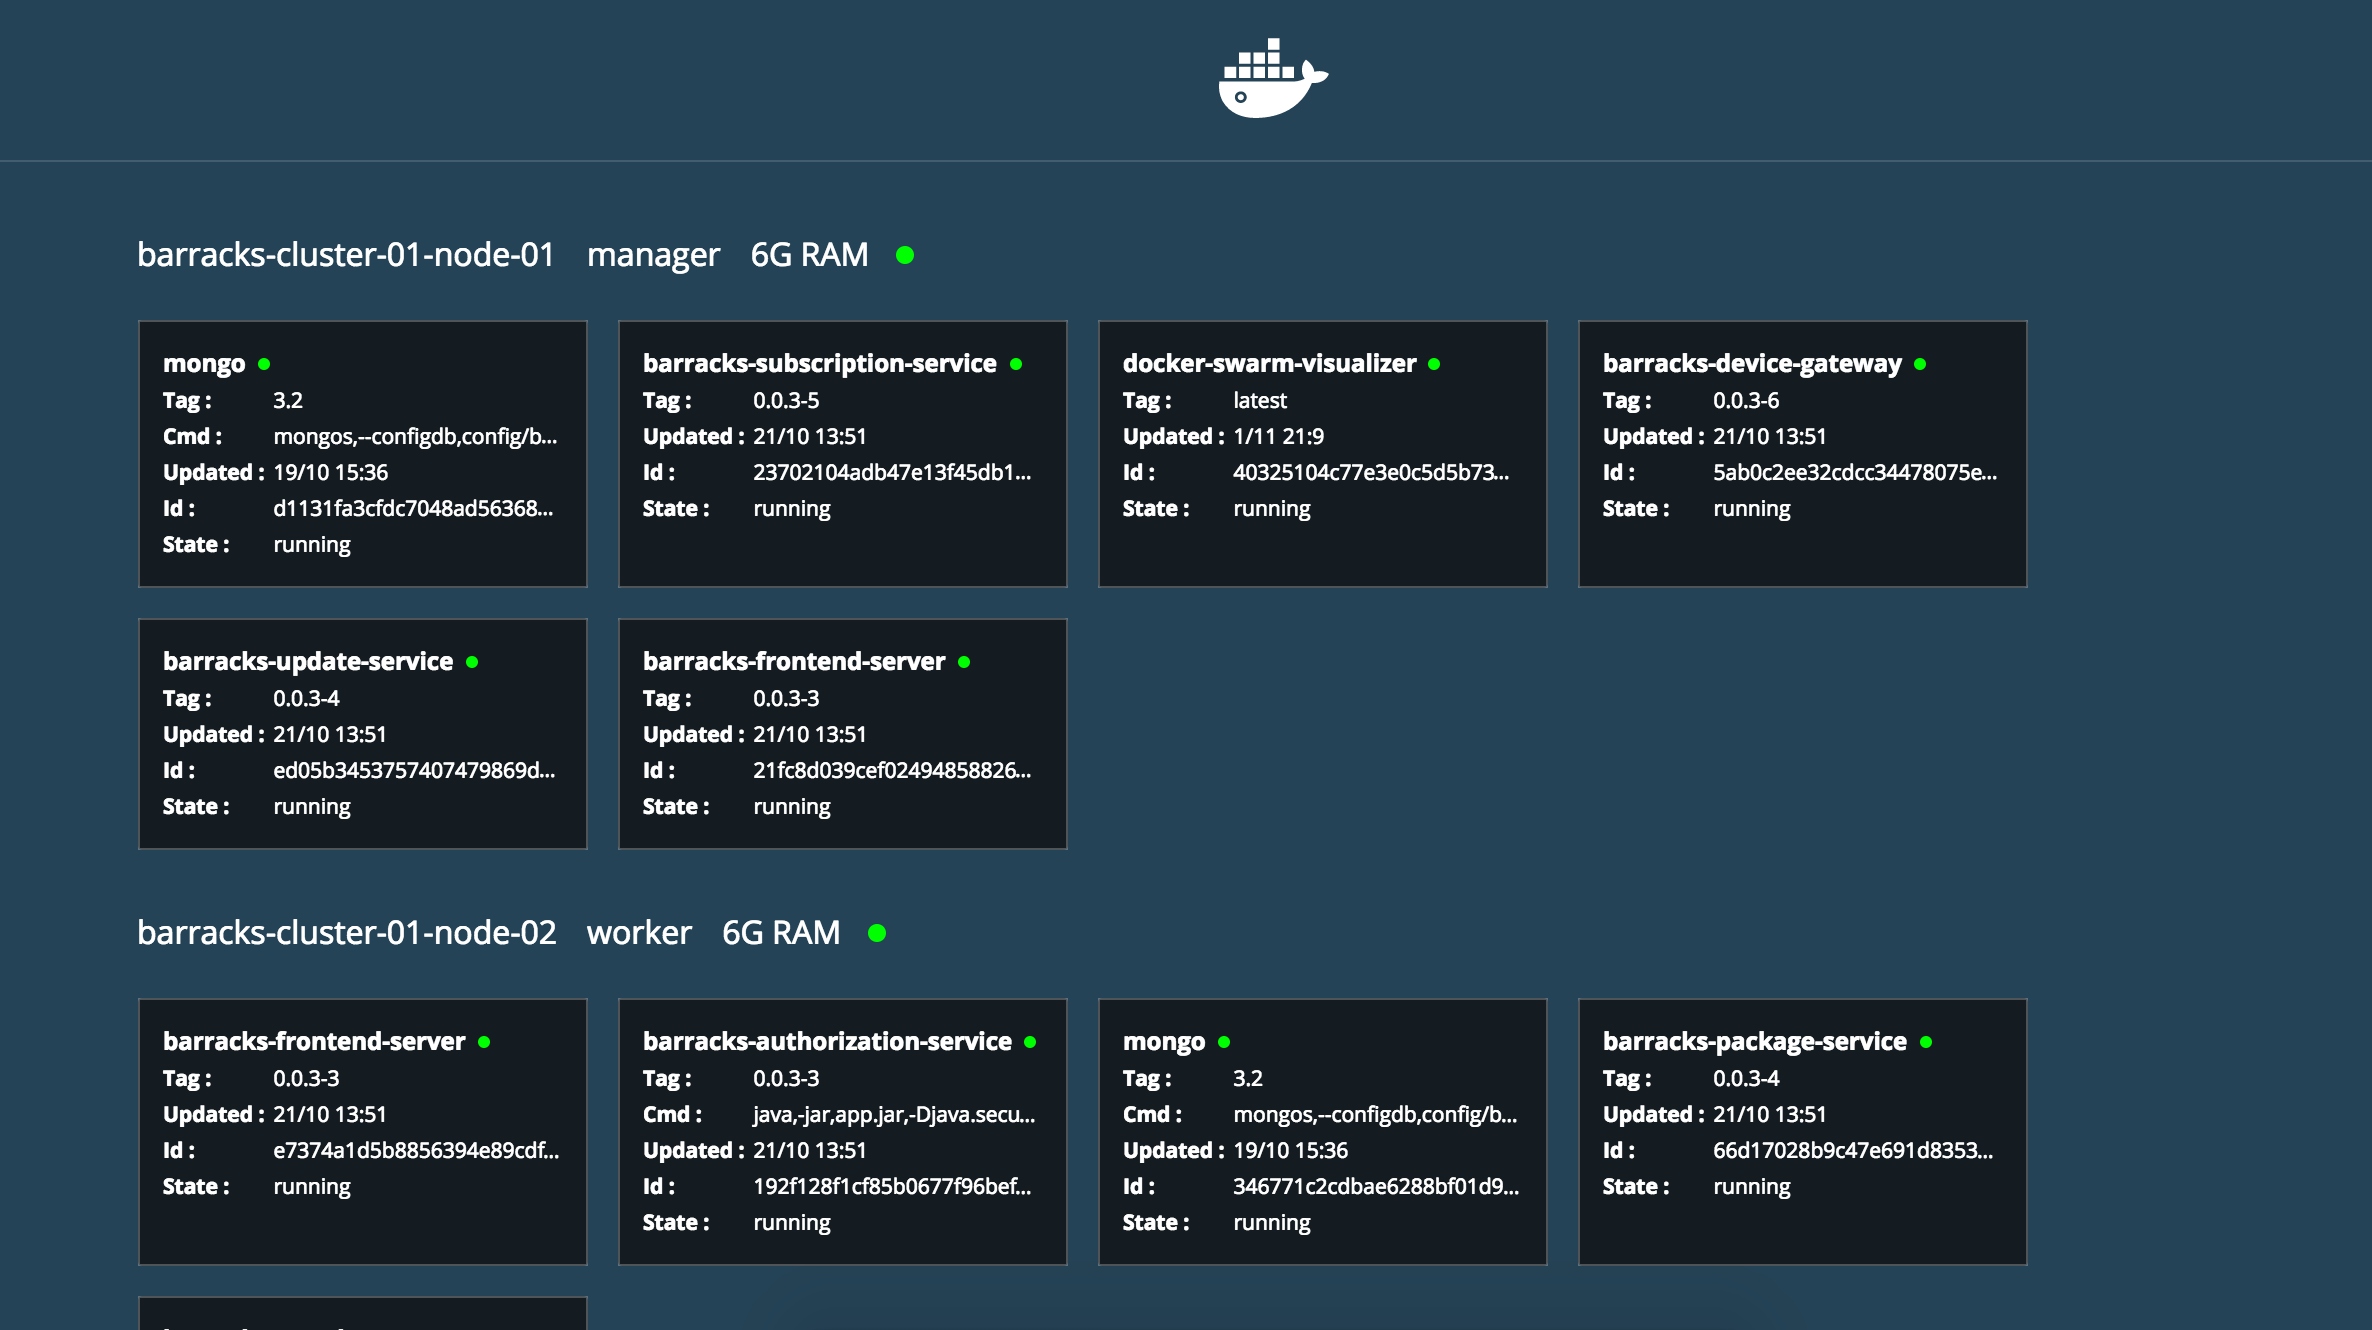 barracks-cluster-01-node-01 manager 6G RAM
mongo
Tag : 3.2
Cmd : mongos,--configdb,config/b...
Updated : 19/10 15:36
Id : d1131fa3cfdc7048ad56368...
State : running
barracks-subscription-service
Tag : 0.0.3-5
Updated : 21/10 13:51
Id : 23702104adb47e13f45db1...
State : running
docker-swarm-visualizer
Tag : latest
Updated : 1/11 21:9
Id : 40325104c77e3e0c5d5b73...
State : running
barracks-device-gateway
Tag : 0.0.3-6
Updated : 21/10 13:51
Id : 5ab0c2ee32cdcc34478075e...
State : running
barracks-update-service
Tag : 0.0.3-4
Updated : 21/10 13:51
Id : ed05b3453757407479869d...
State : running
barracks-frontend-server
Tag : 0.0.3-3
Updated : 21/10 13:51
Id : 21fc8d039cef02494858826...
State : running
barracks-cluster-01-node-02 worker 6G RAM
barracks-frontend-server
Tag : 0.0.3-3
Updated : 21/10 13:51
Id : e7374a1d5b8856394e89cdf...
State : running
barracks-authorization-service
Tag : 0.0.3-3
Cmd : java,-jar,app.jar,-Djava.secu...
Updated : 21/10 13:51
Id : 192f128f1cf85b0677f96bef...
State : running
mongo
Tag : 3.2
Cmd : mongos,--configdb,config/b...
Updated : 19/10 15:36
Id : 346771c2cdbae6288bf01d9...
State : running
barracks-package-service
Tag : 0.0.3-4
Updated : 21/10 13:51
Id : 66d17028b9c47e691d8353...
State : running